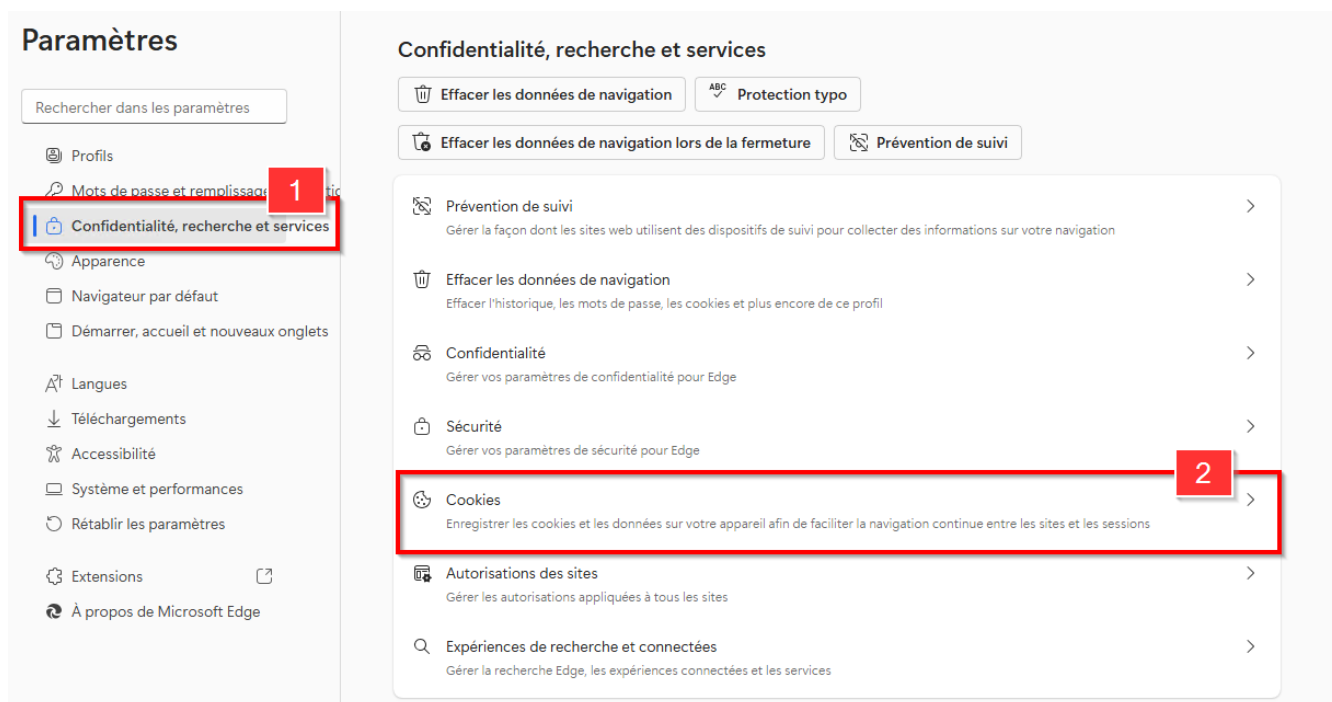 Paramètres
Rechercher dans les paramètres
Profils
Mots de passe et remplissage
1
Confidentialité, recherche et services
Apparence
Navigateur par défaut
Démarrer, accueil et nouveaux onglets
Langues
Téléchargements
Accessibilité
Système et performances
Rétablir les paramètres
Extensions
À propos de Microsoft Edge
Confidentialité, recherche et services
Effacer les données de navigation
ABC Protection typo
Effacer les données de navigation lors de la fermeture
Prévention de suivi
Prévention de suivi
Gérer la façon dont les sites web utilisent des dispositifs de suivi pour collecter des informations sur votre navigation
Effacer les données de navigation
Effacer l'historique, les mots de passe, les cookies et plus encore de ce profil
Confidentialité
Gérer vos paramètres de confidentialité pour Edge
Sécurité
Gérer vos paramètres de sécurité pour Edge
2
Cookies
Enregistrer les cookies et les données sur votre appareil afin de faciliter la navigation continue entre les sites et les sessions
Autorisations des sites
Gérer les autorisations appliquées à tous les sites
Expériences de recherche et connectées
Gérer la recherche Edge, les expériences connectées et les services